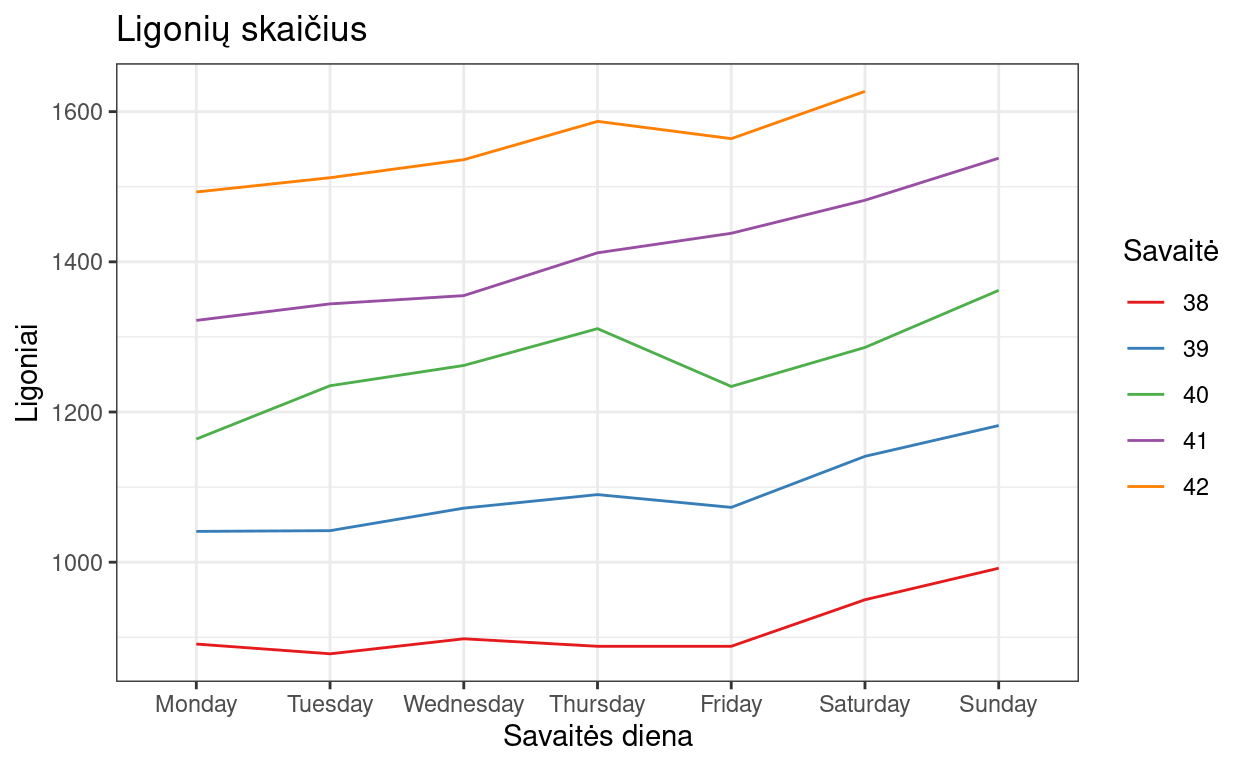 Ligonių skaičius
Ligoniai
1600
1400
1200
1000
Monday Tuesday Wednesday Thursday Friday Saturday Sunday
Savaitės diena
Savaitė
38
39
40
41
42